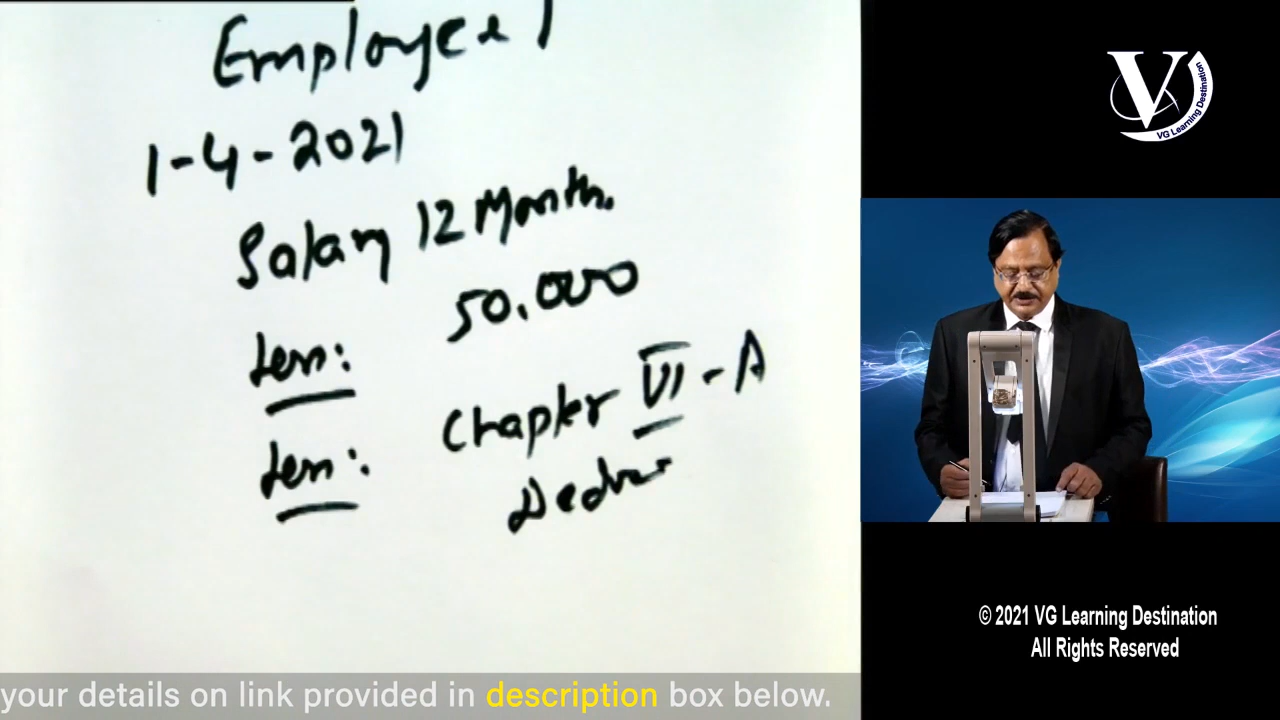 Employee 1
1-4-2021
Salary 12 Month.
50,000
Less:
Chapter VI-A
Less:
Deduc
V
VG Learning Destination
© 2021 VG Learning Destination
All Rights Reserved
your details on link provided in description box below.